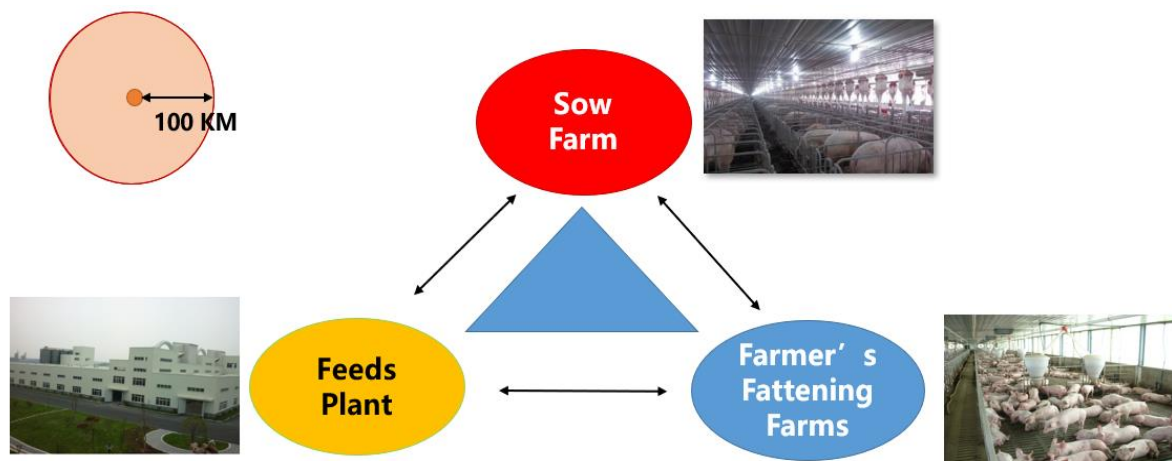 100 KM
Sow
Farm
Feeds
Plant
Farmer’s
Fattening
Farms